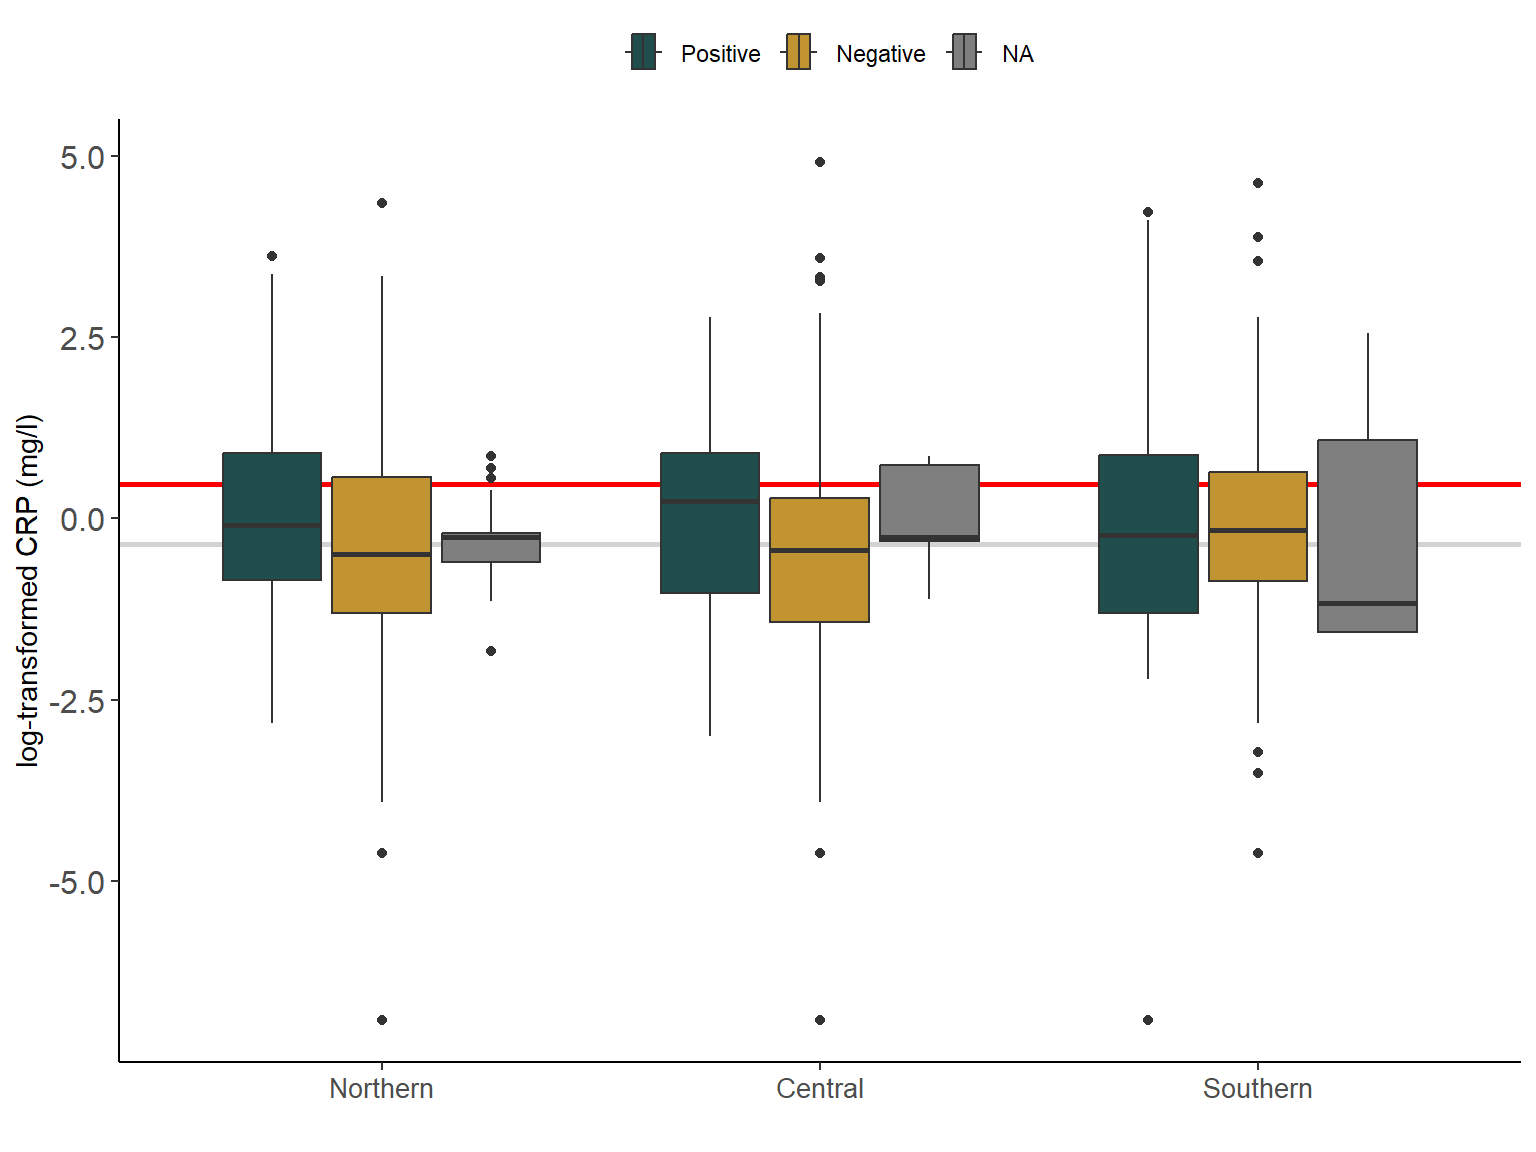 Positive Negative NA
log-transformed CRP (mg/l)
5.0
2.5
0.0
-2.5
-5.0
Northern Central Southern